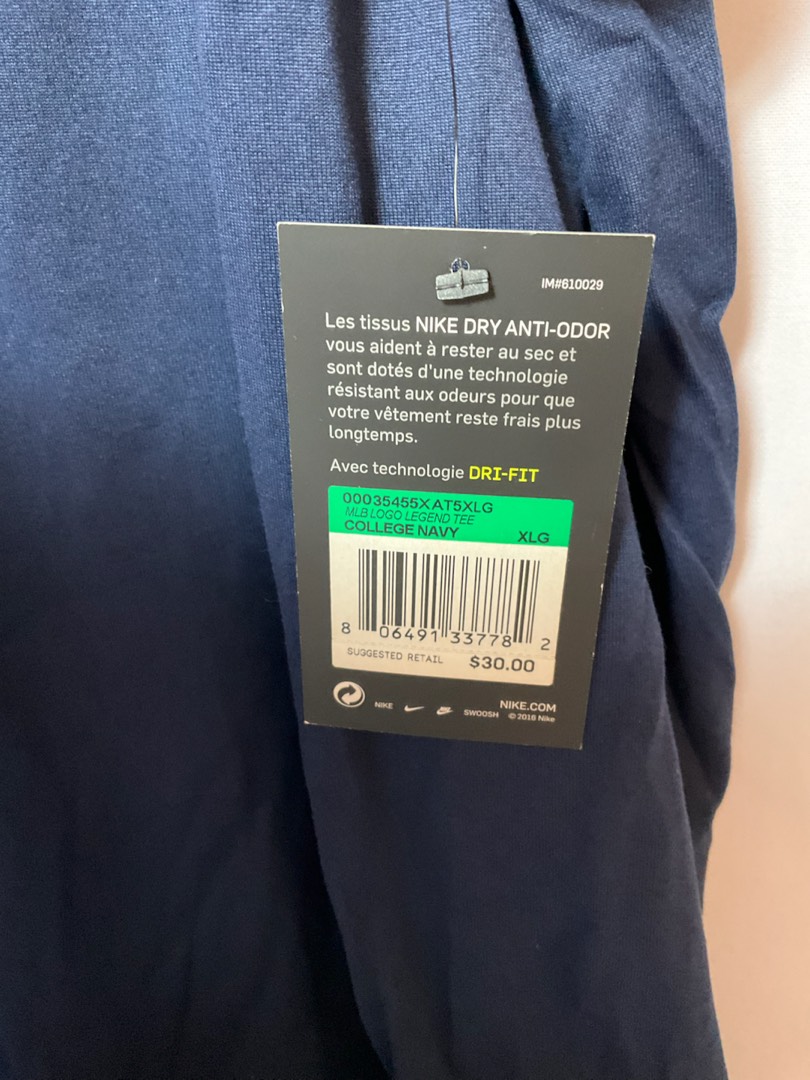 IM#610029
Les tissus NIKE DRY ANTI-ODOR
vous aident à rester au sec et
sont dotés d'une technologie
résistant aux odeurs pour que
votre vêtement reste frais plus
longtemps.
Avec technologie DRI-FIT
00035455XAT5XLG
MLB LOGO LEGEND TEE
COLLEGE NAVY XLG
8 06491 33778 2
SUGGESTED RETAIL $30.00
NIKE SWOOSH NIKE.COM
© 2016 Nike